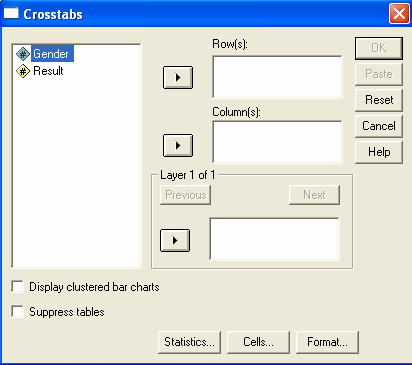 Crosstabs
Gender
Result
Row(s):
Column(s):
Layer 1 of 1
Previous
Next
OK
Paste
Reset
Cancel
Help
Display clustered bar charts
Suppress tables
Statistics...
Cells...
Format...